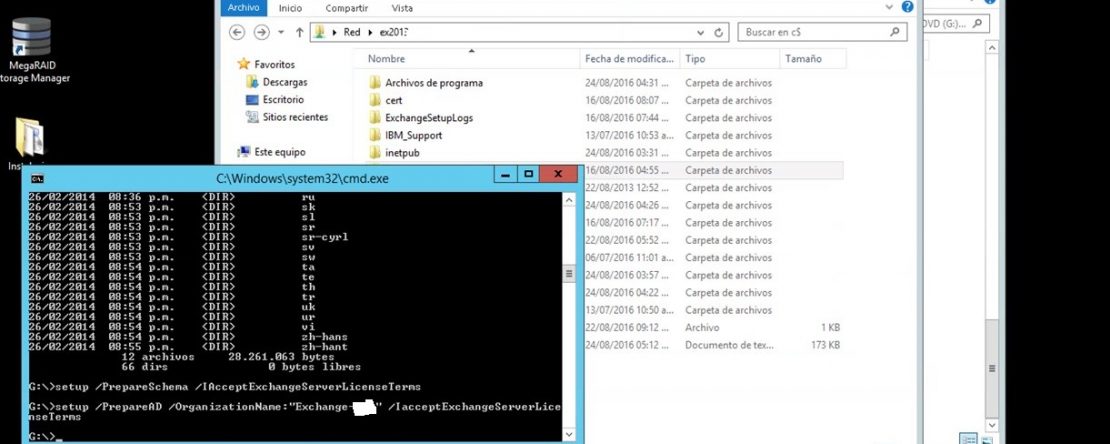 Archivo
Inicio
Compartir
Vista
Red
Buscar en c$
DVD (G:)...
MegaRAID
torage Manager
Favoritos
Descargas
Escritorio
Sitios recientes
Este equipo
Nombre
Fecha de modifica...
Tipo
Tamaño
Archivos de programa 24/08/2016 04:31 ... Carpeta de archivos
cert 16/08/2016 08:07 ... Carpeta de archivos
ExchangeSetupLogs 16/08/2016 07:44 ... Carpeta de archivos
IBM_Support 13/07/2016 10:53 a... Carpeta de archivos
inetpub 24/08/2016 03:31 ... Carpeta de archivos
16/08/2016 04:55 ... Carpeta de archivos
22/08/2013 12:52 ... Carpeta de archivos
24/08/2016 04:26 ... Carpeta de archivos
16/08/2016 07:17 ... Carpeta de archivos
22/08/2016 05:52 ... Carpeta de archivos
06/07/2016 11:01 a... Carpeta de archivos
24/08/2016 03:57 ... Carpeta de archivos
24/08/2016 04:22 ... Carpeta de archivos
13/07/2016 10:50 a... Carpeta de archivos
22/08/2016 09:12 ... Archivo 1 KB
24/08/2016 05:12 ... Documento de tex... 173 KB
C:\Windows\system32\cmd.exe
26/02/2014 08:36 p.m. <DIR> ru
26/02/2014 08:53 p.m. <DIR> sk
26/02/2014 08:53 p.m. <DIR> sl
26/02/2014 08:53 p.m. <DIR> sr
26/02/2014 08:53 p.m. <DIR> sr-cyrl
26/02/2014 08:53 p.m. <DIR> sv
26/02/2014 08:53 p.m. <DIR> sw
26/02/2014 08:54 p.m. <DIR> ta
26/02/2014 08:54 p.m. <DIR> te
26/02/2014 08:54 p.m. <DIR> th
26/02/2014 08:54 p.m. <DIR> tr
26/02/2014 08:54 p.m. <DIR> uk
26/02/2014 08:54 p.m. <DIR> ur
26/02/2014 08:54 p.m. <DIR> vi
26/02/2014 08:54 p.m. <DIR> zh-hans
26/02/2014 08:55 p.m. <DIR> zh-hant
12 archivos 28.261.063 bytes
66 dirs 0 bytes libres
G:\>setup /PrepareSchema /IAcceptExchangeServerLicenseTerms
G:\>setup /PrepareAD /OrganizationName:"Exchange- " /IacceptExchangeServerLice
nseTerms
G:\>_